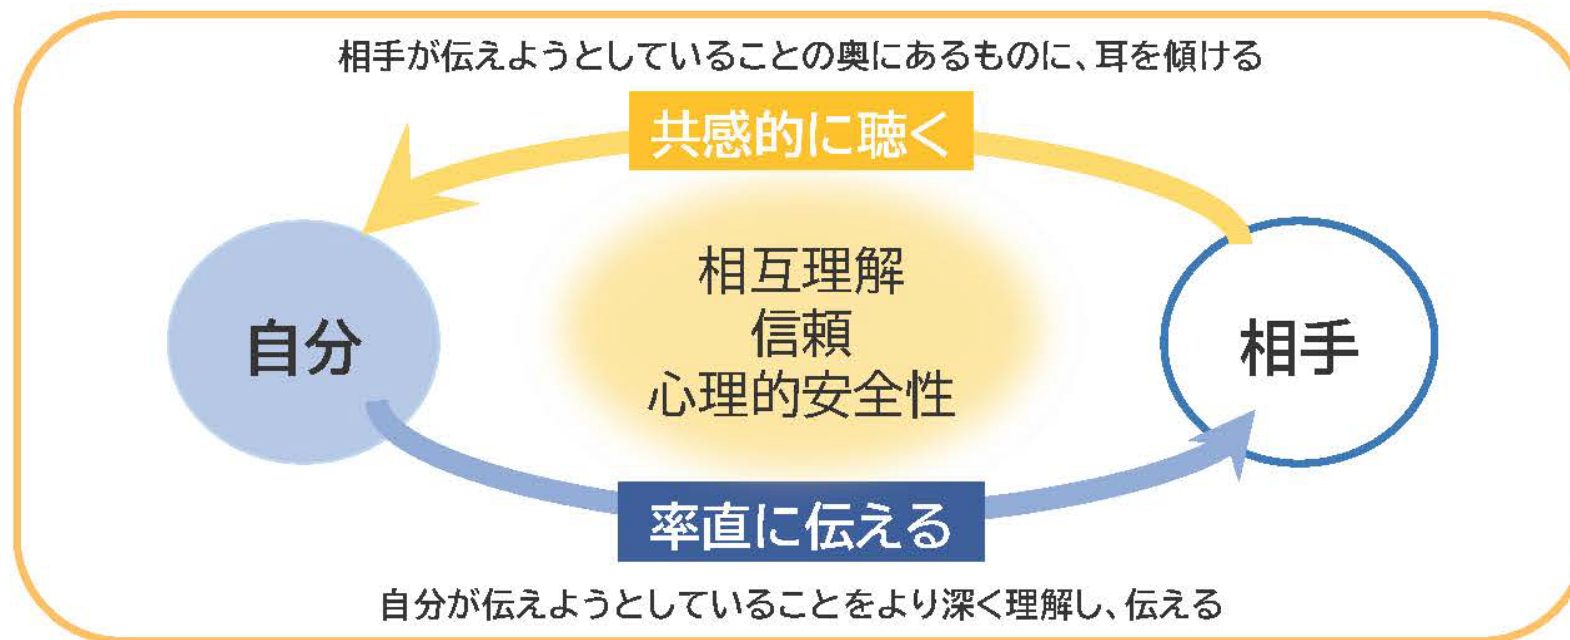 相手が伝えようとしていることの奥にあるものに、耳を傾ける
共感的に聴く
相互理解
信頼
心理的安全性
自分
相手
率直に伝える
自分が伝えようとしていることをより深く理解し、伝える